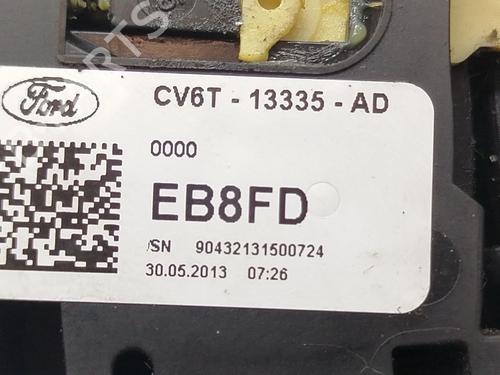 Ford
CV6T - 13335 - AD
0000
EB8FD
/SN 90432131500724
30.05.2013 07:26